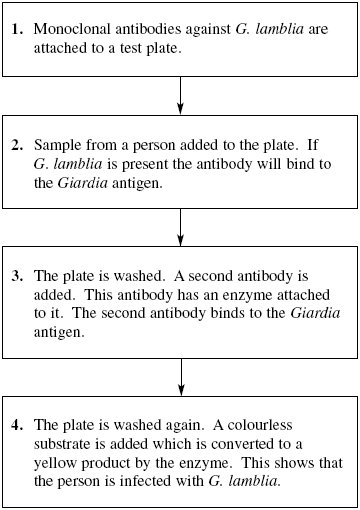 1. Monoclonal antibodies against G. lamblia are
attached to a test plate.
2. Sample from a person added to the plate. If
G. lamblia is present the antibody will bind to
the Giardia antigen.
3. The plate is washed. A second antibody is
added. This antibody has an enzyme attached
to it. The second antibody binds to the Giardia
antigen.
4. The plate is washed again. A colourless
substrate is added which is converted to a
yellow product by the enzyme. This shows that
the person is infected with G. lamblia.